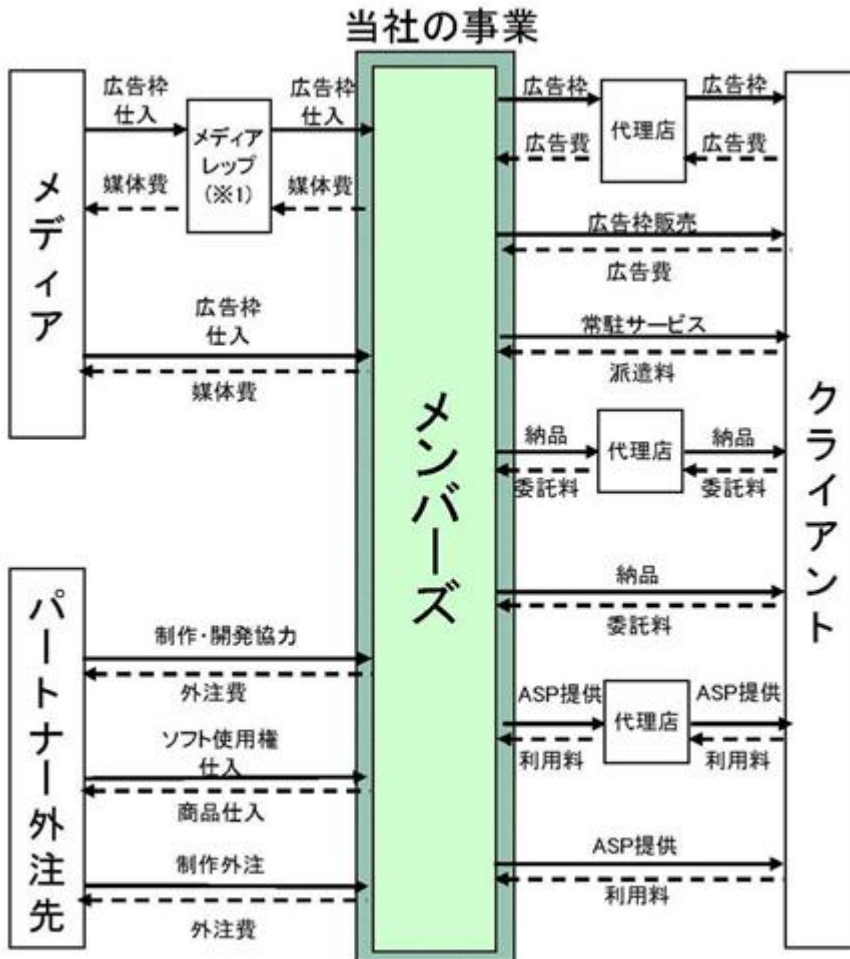 当社の事業
メディア
広告枠
仕入
メディア
レップ
(※1)
広告枠
仕入
媒体費
媒体費
広告枠
仕入
媒体費
パートナー外注先
制作・開発協力
外注費
ソフト使用権
仕入
商品仕入
制作外注
外注費
メンバーズ
広告枠
代理店
広告枠
広告費
広告費
広告枠販売
広告費
常駐サービス
派遣料
納品
代理店
納品
委託料
委託料
納品
委託料
ASP提供
代理店
ASP提供
利用料
利用料
ASP提供
利用料
クライアント